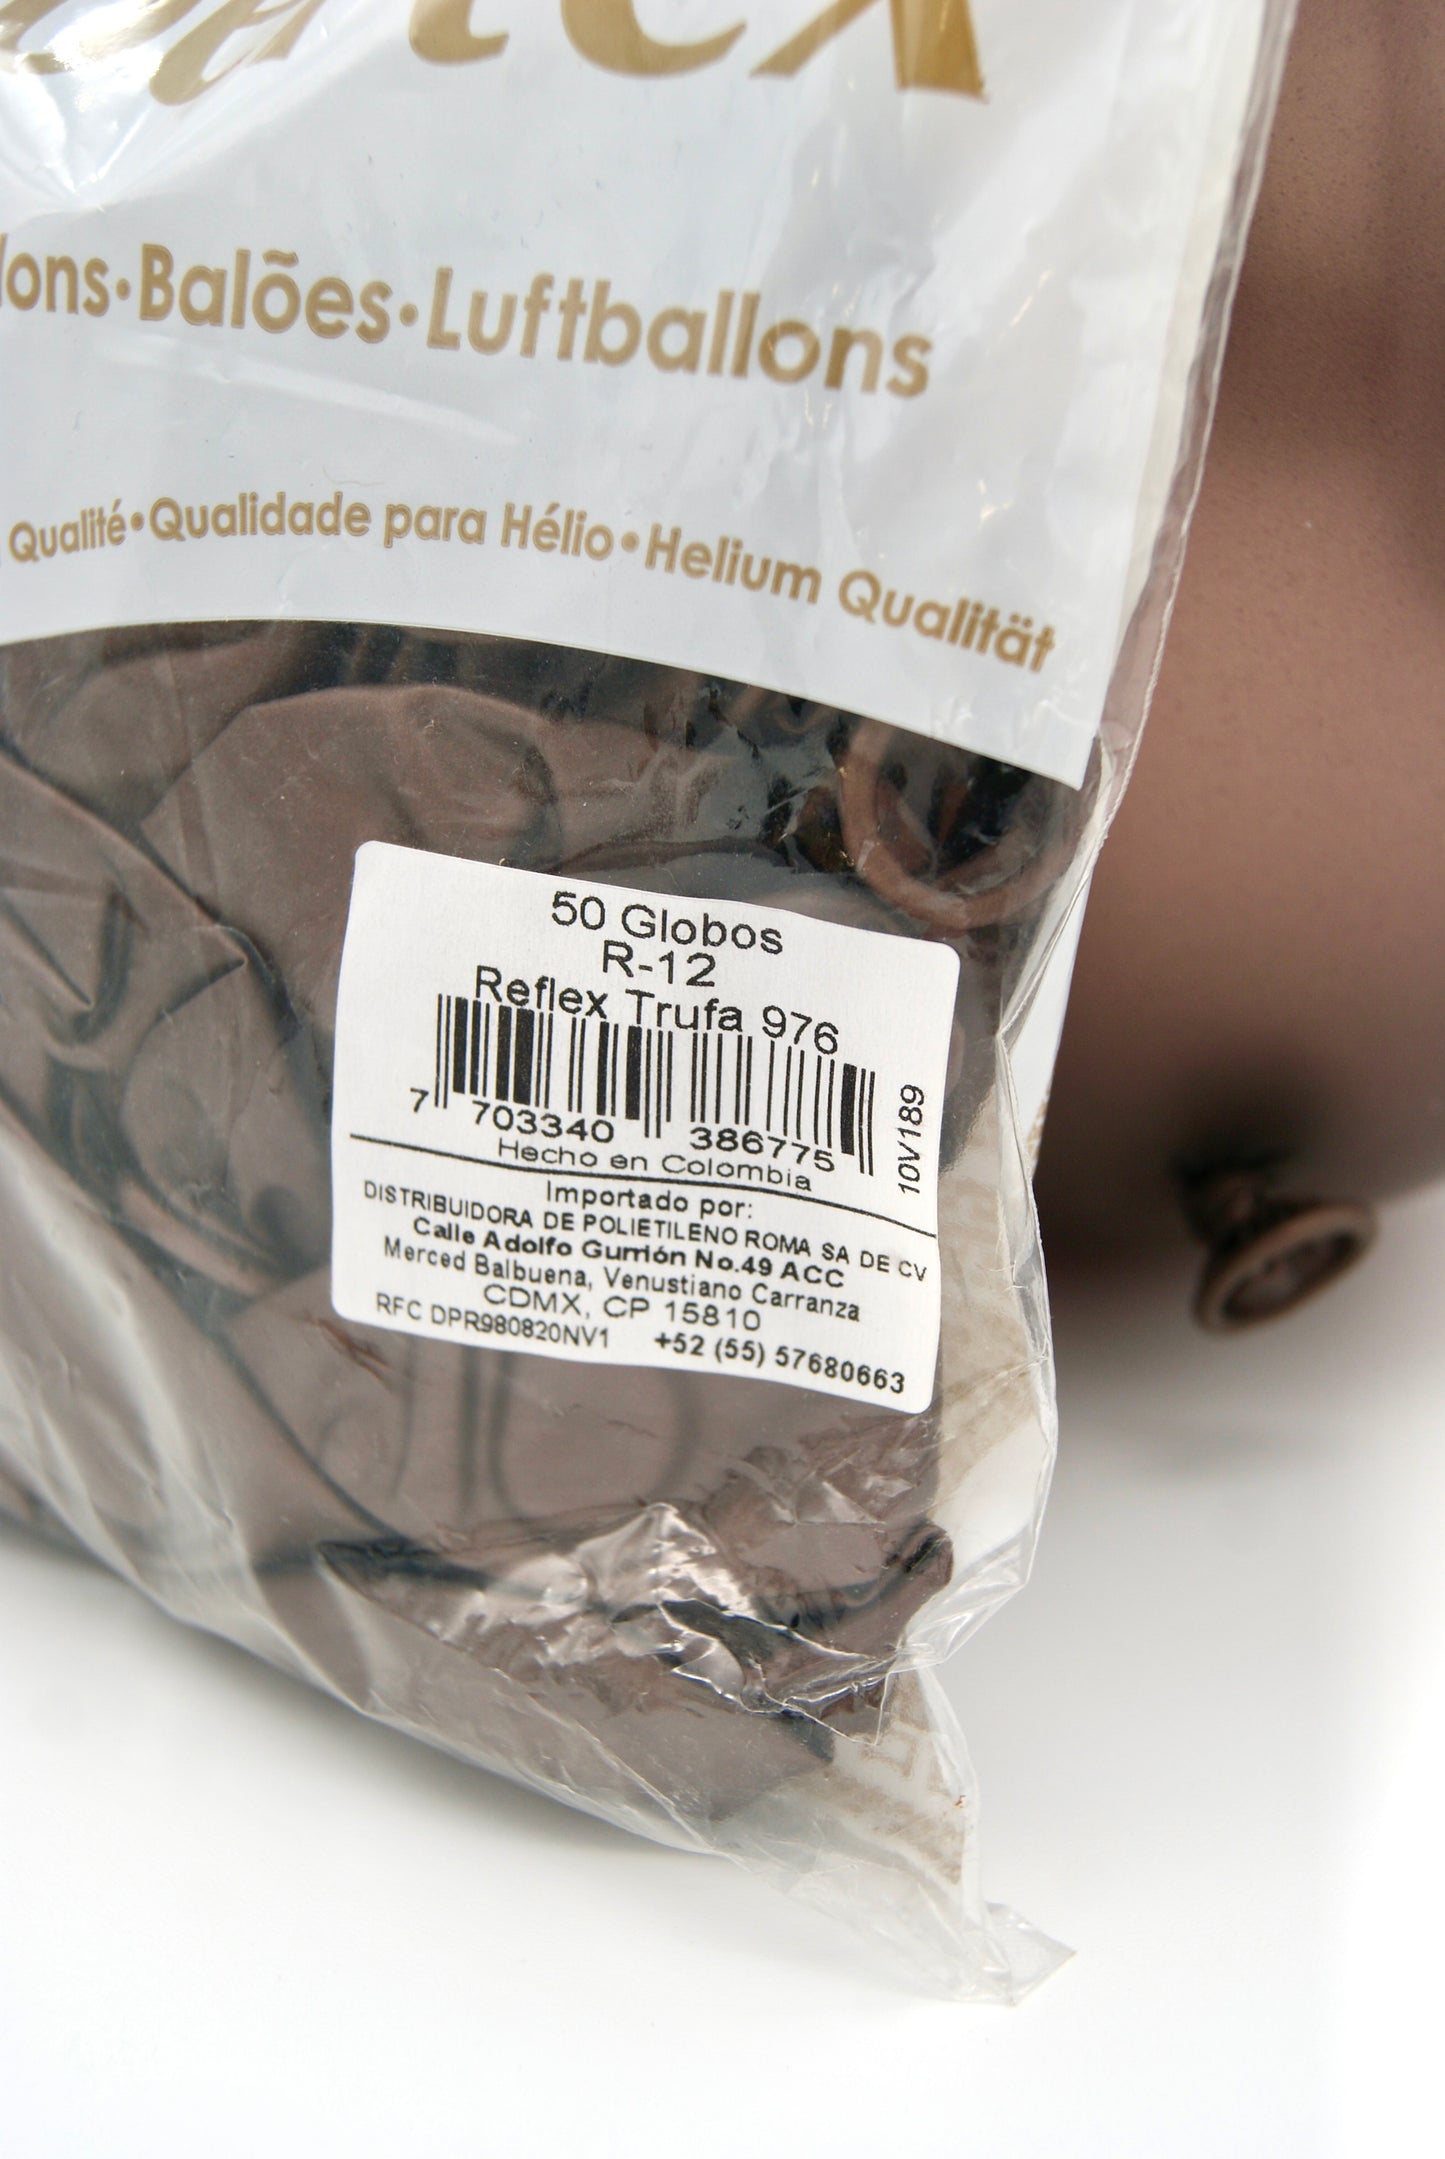 Balões•Luftballons
Qualité•Qualidade para Hélio•Helium Qualität
50 Globos
R-12
Reflex Trufa 976
7 703340 386775
10V189
Hecho en Colombia
Importado por:
DISTRIBUIDORA DE POLIETILENO ROMA SA DE CV
Calle Adolfo Gurrión No.49 ACC
Merced Balbuena, Venustiano Carranza
CDMX, CP 15810
RFC DPR980820NV1 +52 (55) 57680663